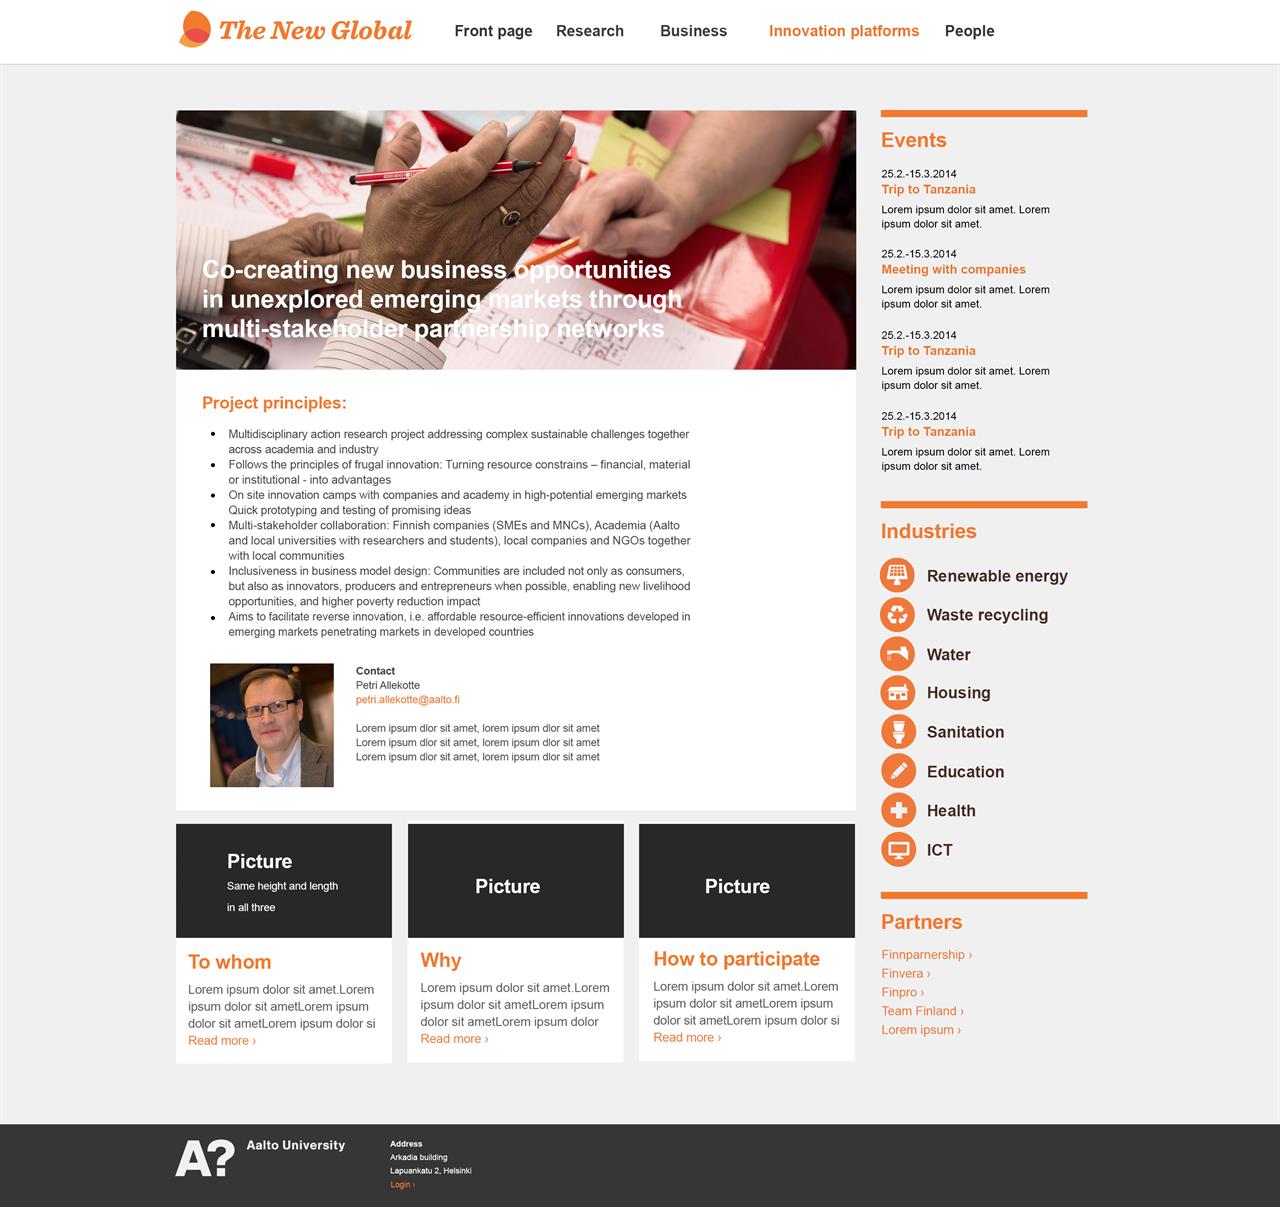 The New Global
Front page
Research
Business
Innovation platforms
People
Co-creating new business opportunities
in unexplored emerging markets through
multi-stakeholder partnership networks
Project principles:
• Multidisciplinary action research project addressing complex sustainable challenges together
across academia and industry
• Follows the principles of frugal innovation: Turning resource constrains – financial, material
or institutional - into advantages
• On site innovation camps with companies and academy in high-potential emerging markets
Quick prototyping and testing of promising ideas
• Multi-stakeholder collaboration: Finnish companies (SMEs and MNCs), Academia (Aalto
and local universities with researchers and students), local companies and NGOs together
with local communities
• Inclusiveness in business model design: Communities are included not only as consumers,
but also as innovators, producers and entrepreneurs when possible, enabling new livelihood
opportunities, and higher poverty reduction impact
• Aims to facilitate reverse innovation, i.e. affordable resource-efficient innovations developed in
emerging markets penetrating markets in developed countries
Contact
Petri Allekotte
petri.allekotte@aalto.fi
Lorem ipsum dlor sit amet, lorem ipsum dlor sit amet
Lorem ipsum dlor sit amet, lorem ipsum dlor sit amet
Lorem ipsum dlor sit amet, lorem ipsum dlor sit amet
Picture
Same height and length
in all three
To whom
Lorem ipsum dolor sit amet.Lorem
ipsum dolor sit ametLorem ipsum
dolor sit ametLorem ipsum dolor si
Read more ›
Picture
Why
Lorem ipsum dolor sit amet.Lorem
ipsum dolor sit ametLorem ipsum
dolor sit ametLorem ipsum dolor
Read more ›
Picture
How to participate
Lorem ipsum dolor sit amet.Lorem
ipsum dolor sit ametLorem ipsum
dolor sit ametLorem ipsum dolor si
Read more ›
Events
25.2.-15.3.2014
Trip to Tanzania
Lorem ipsum dolor sit amet. Lorem
ipsum dolor sit amet.
25.2.-15.3.2014
Meeting with companies
Lorem ipsum dolor sit amet. Lorem
ipsum dolor sit amet.
25.2.-15.3.2014
Trip to Tanzania
Lorem ipsum dolor sit amet. Lorem
ipsum dolor sit amet.
25.2.-15.3.2014
Trip to Tanzania
Lorem ipsum dolor sit amet. Lorem
ipsum dolor sit amet.
Industries
Renewable energy
Waste recycling
Water
Housing
Sanitation
Education
Health
ICT
Partners
Finnparnership ›
Finvera ›
Finpro ›
Team Finland ›
Lorem ipsum ›
A?
Aalto University
Address
Arkadia building
Lapuankatu 2, Helsinki
Login ›